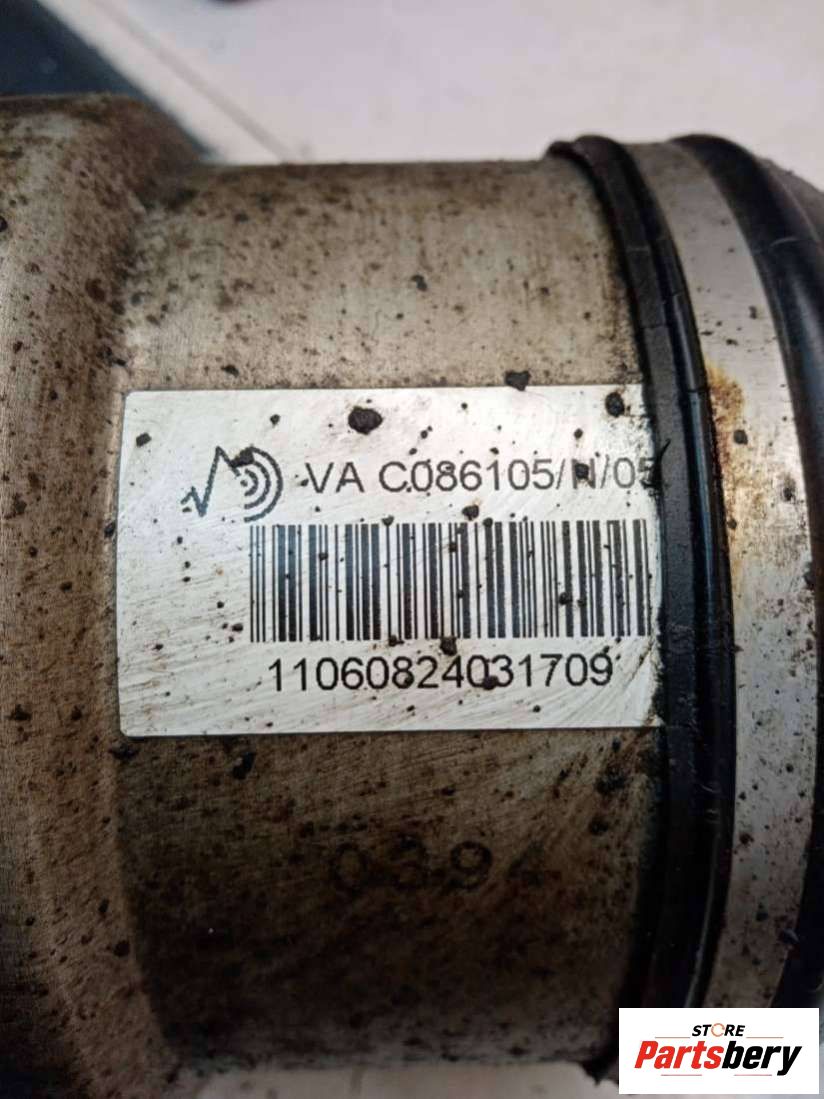 VA C086105/N/05
11060824031709
STORE
Partsbery